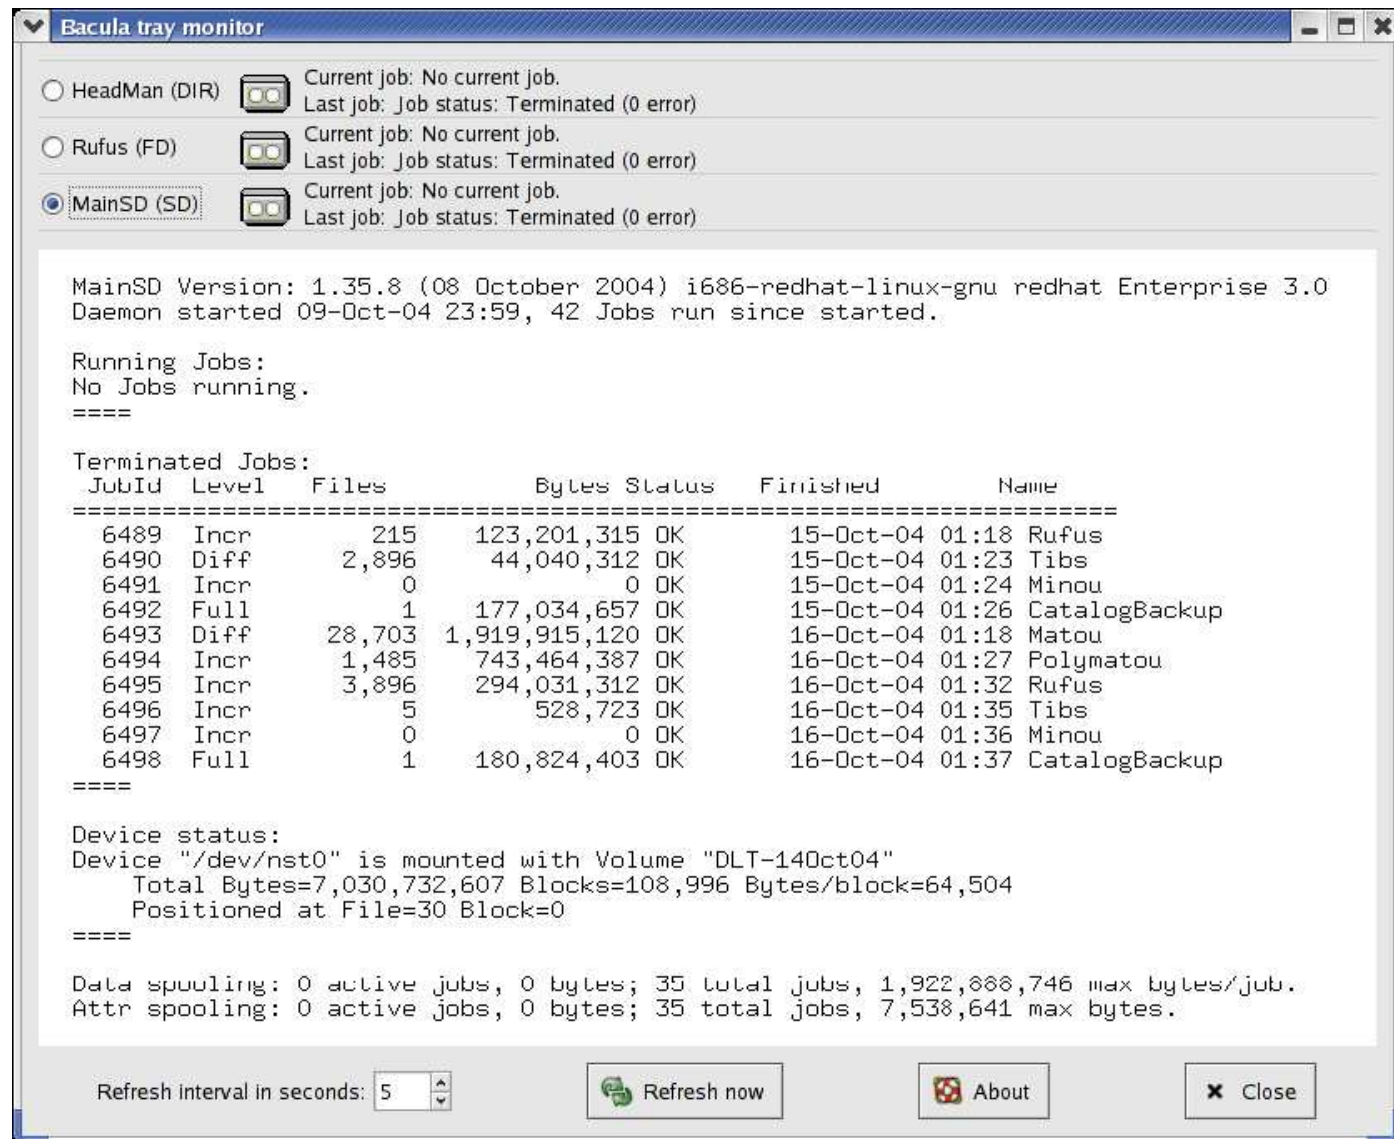 Bacula tray monitor
HeadMan (DIR)
Current job: No current job.
Last job: Job status: Terminated (0 error)
Rufus (FD)
Current job: No current job.
Last job: Job status: Terminated (0 error)
MainSD (SD)
Current job: No current job.
Last job: Job status: Terminated (0 error)
MainSD Version: 1.35.8 (08 October 2004) i686-redhat-linux-gnu redhat Enterprise 3.0
Daemon started 09-Oct-04 23:59, 42 Jobs run since started.
Running Jobs:
No Jobs running.
====
Terminated Jobs:
JobId Level Files Bytes Status Finished Name
======================================================================
6489 Incr 215 123,201,315 OK 15-Oct-04 01:18 Rufus
6490 Diff 2,896 44,040,312 OK 15-Oct-04 01:23 Tibs
6491 Incr 0 0 OK 15-Oct-04 01:24 Minou
6492 Full 1 177,034,657 OK 15-Oct-04 01:26 CatalogBackup
6493 Diff 28,703 1,919,915,120 OK 16-Oct-04 01:18 Matou
6494 Incr 1,485 743,464,387 OK 16-Oct-04 01:27 Polymatou
6495 Incr 3,896 294,031,312 OK 16-Oct-04 01:32 Rufus
6496 Incr 5 528,723 OK 16-Oct-04 01:35 Tibs
6497 Incr 0 0 OK 16-Oct-04 01:36 Minou
6498 Full 1 180,824,403 OK 16-Oct-04 01:37 CatalogBackup
====
Device status:
Device "/dev/nst0" is mounted with Volume "DLT-14Oct04"
Total Bytes=7,030,732,607 Blocks=108,996 Bytes/block=64,504
Positioned at File=30 Block=0
====
Data spooling: 0 active jobs, 0 bytes; 35 total jobs, 1,922,888,746 max bytes/job.
Attr spooling: 0 active jobs, 0 bytes; 35 total jobs, 7,538,641 max bytes.
Refresh interval in seconds: 5
Refresh now
About
Close